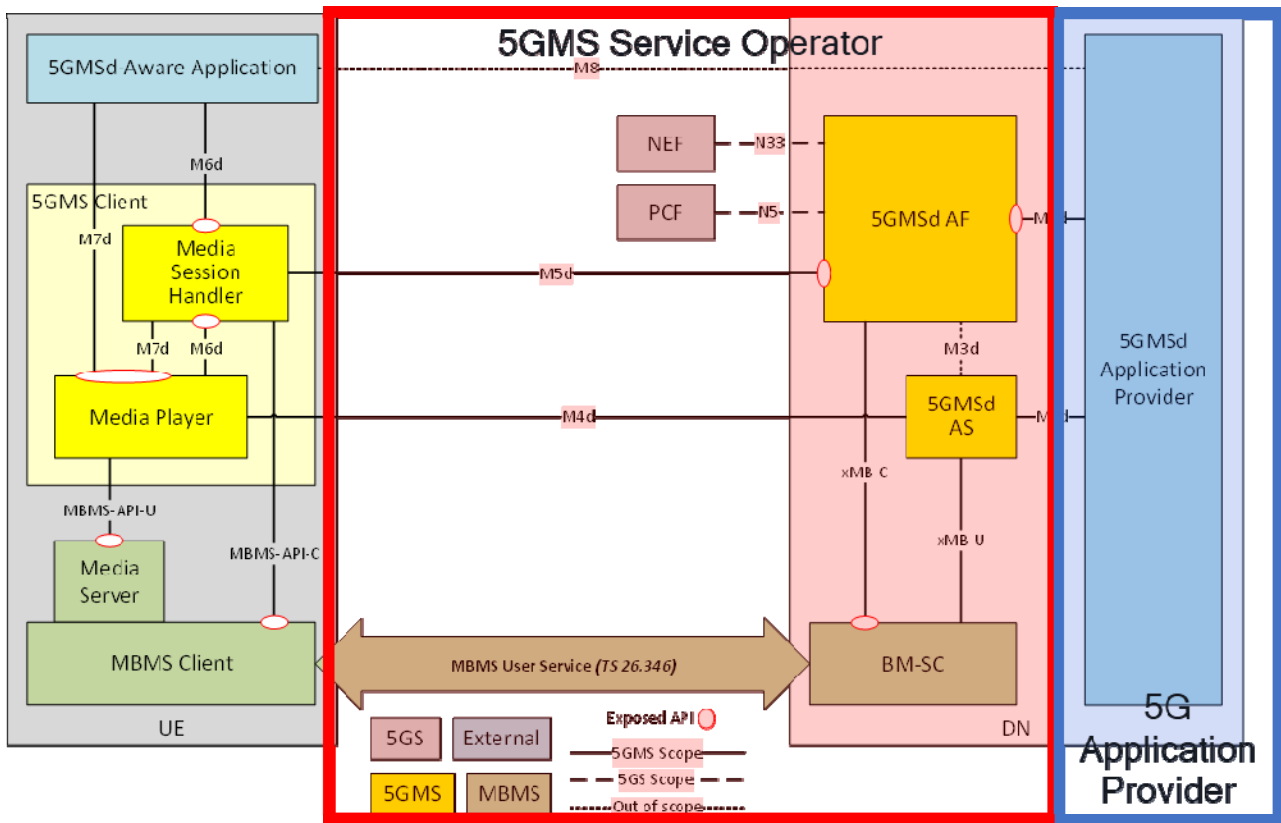 5GMS Service Operator
5GMSd Aware Application
M8
NEF
N33
M6d
5GMS Client
PCF
N5
5GMSd AF
M7d
Media
Session
Handler
M5d
M7d
M6d
M3d
5GMSd
Application
Provider
Media Player
M4d
5GMSd
AS
xMB-C
MBMS-API-U
xMB-U
MBMS-API-C
Media
Server
MBMS Client
MBMS User Service (TS 26.346)
BM-SC
UE
DN
5G
Application
Provider
5GS
External
Exposed API
5GMS Scope
5GS Scope
5GMS
MBMS
Out of scope